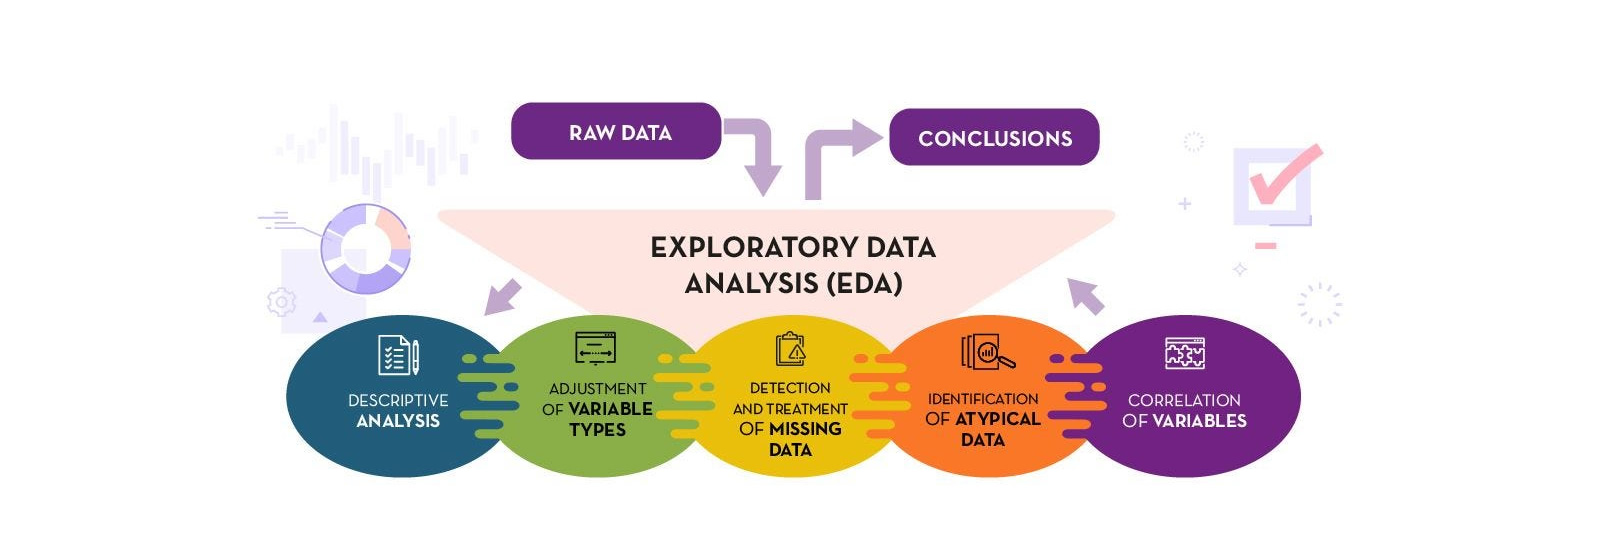 RAW DATA
CONCLUSIONS
EXPLORATORY DATA
ANALYSIS (EDA)
DESCRIPTIVE
ANALYSIS
ADJUSTMENT
OF VARIABLE
TYPES
DETECTION
AND TREATMENT
OF MISSING
DATA
IDENTIFICATION
OF ATYPICAL
DATA
CORRELATION
OF VARIABLES